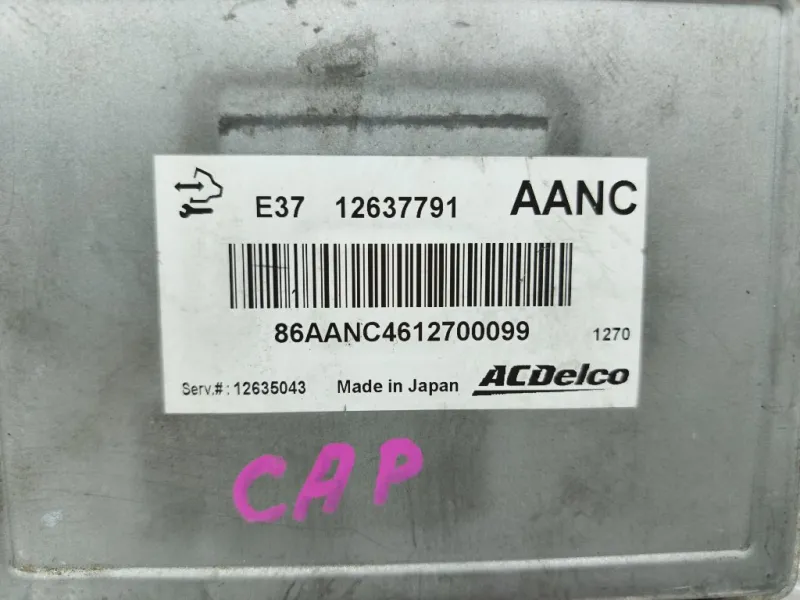 E37 12637791 AANC
86AANC4612700099 1270
Serv.#: 12635043 Made in Japan ACDelco
CAP